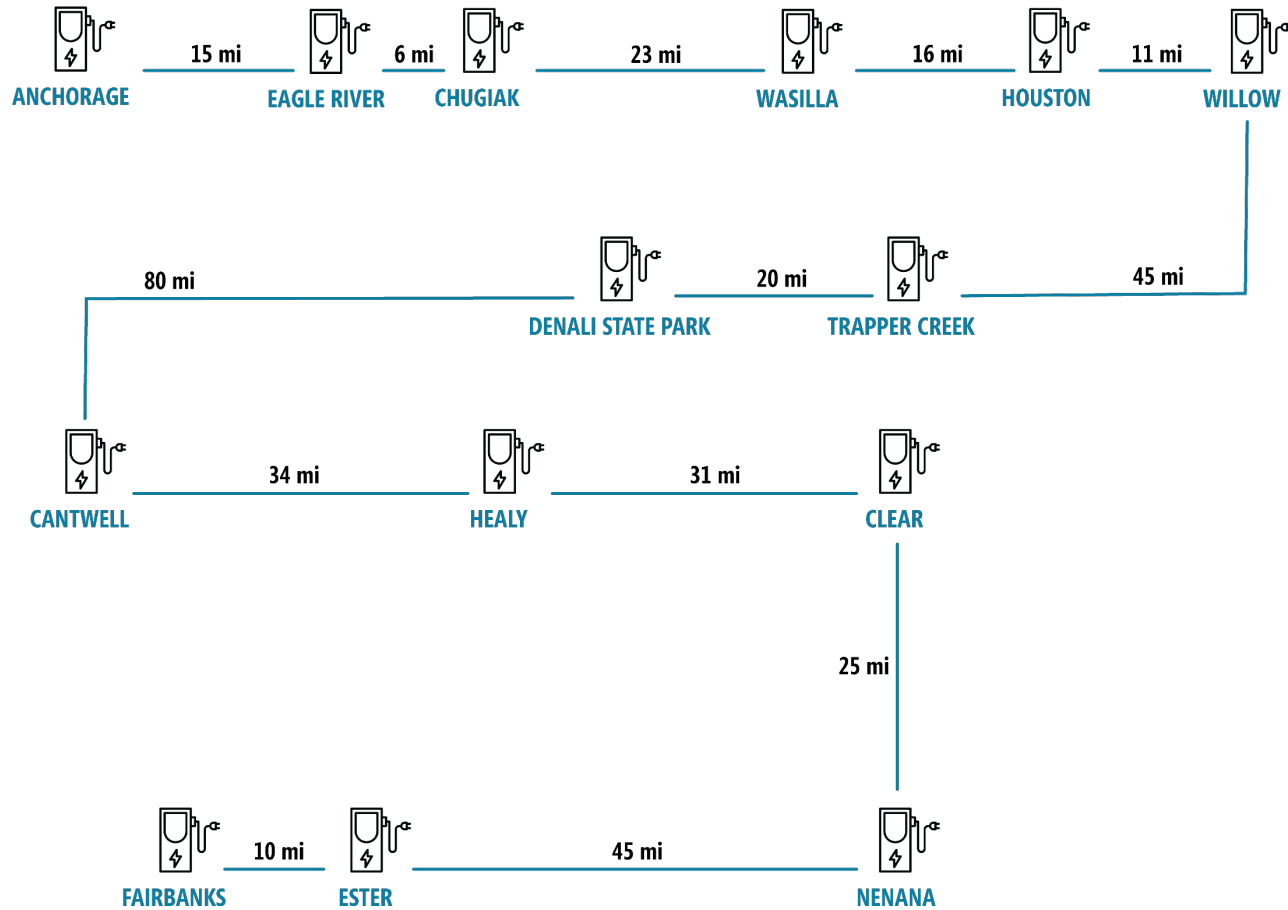 15 mi
6 mi
23 mi
16 mi
11 mi
ANCHORAGE
EAGLE RIVER
CHUGIAK
WASILLA
HOUSTON
WILLOW
80 mi
20 mi
45 mi
DENALI STATE PARK
TRAPPER CREEK
34 mi
31 mi
CANTWELL
HEALY
CLEAR
25 mi
10 mi
45 mi
FAIRBANKS
ESTER
NENANA